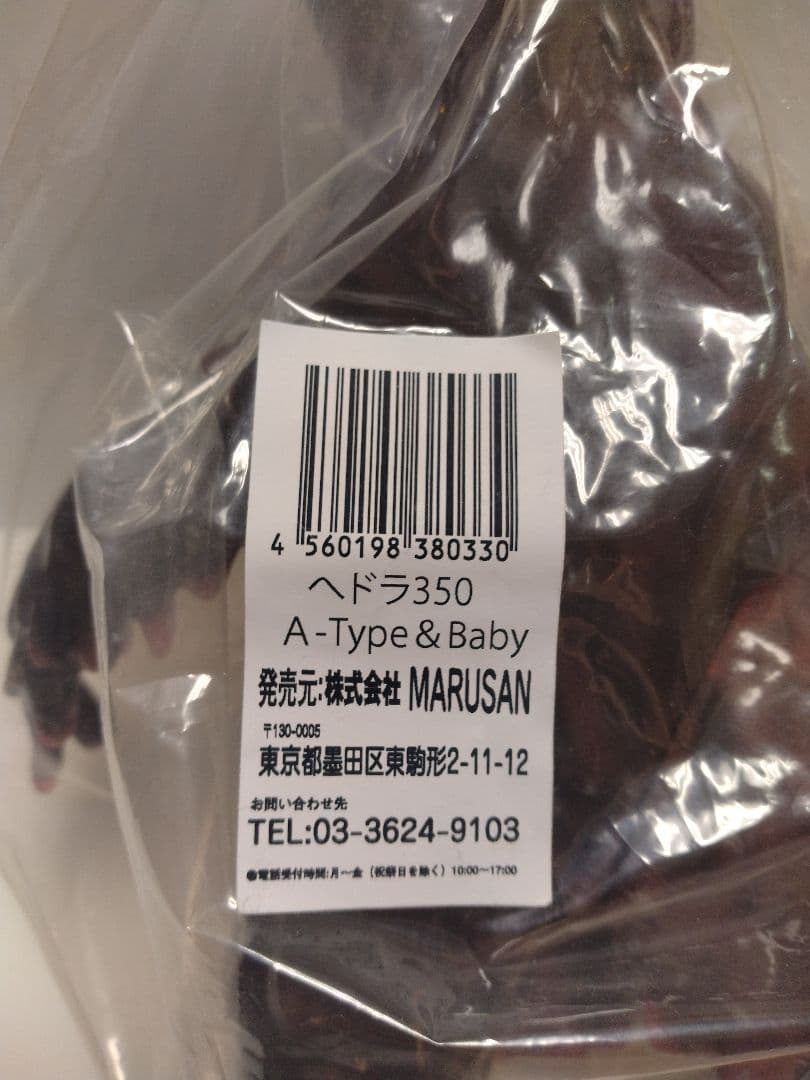 4 560198 380330
ヘドラ350
A-Type&Baby
発売元:株式会社 MARUSAN
〒130-0005
東京都墨田区東駒形2-11-12
お問い合わせ先
TEL:03-3624-9103
●電話受付時間:月〜金(祝祭日を除く)10:00〜17:00